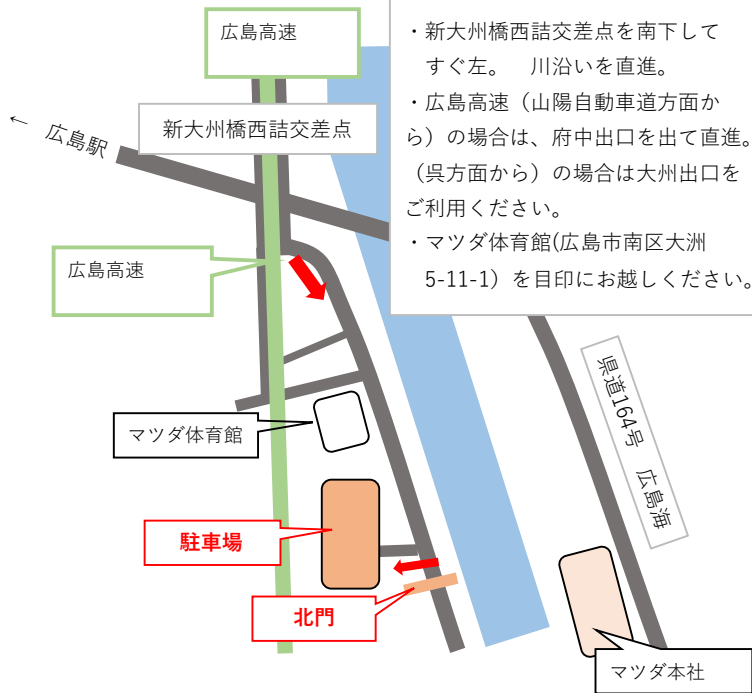 広島高速
・新大州橋西詰交差点を南下して
すぐ左。　川沿いを直進。
・広島高速（山陽自動車道方面か
ら）の場合は、府中出口を出て直進。
（呉方面から）の場合は大州出口を
ご利用ください。
・マツダ体育館(広島市南区大洲
5-11-1）を目印にお越しください。
← 広島駅
新大州橋西詰交差点
広島高速
県道164号　広島海
マツダ体育館
駐車場
北門
マツダ本社